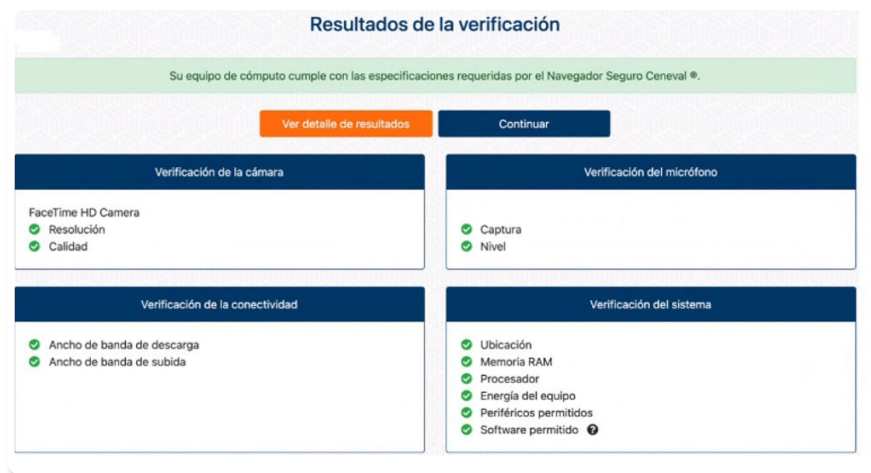 Resultados de la verificación
Su equipo de cómputo cumple con las especificaciones requeridas por el Navegador Seguro Ceneval ®.
Ver detalle de resultados
Continuar
Verificación de la cámara
FaceTime HD Camera
Resolución
Calidad
Verificación del micrófono
Captura
Nivel
Verificación de la conectividad
Ancho de banda de descarga
Ancho de banda de subida
Verificación del sistema
Ubicación
Memoria RAM
Procesador
Energía del equipo
Periféricos permitidos
Software permitido ?